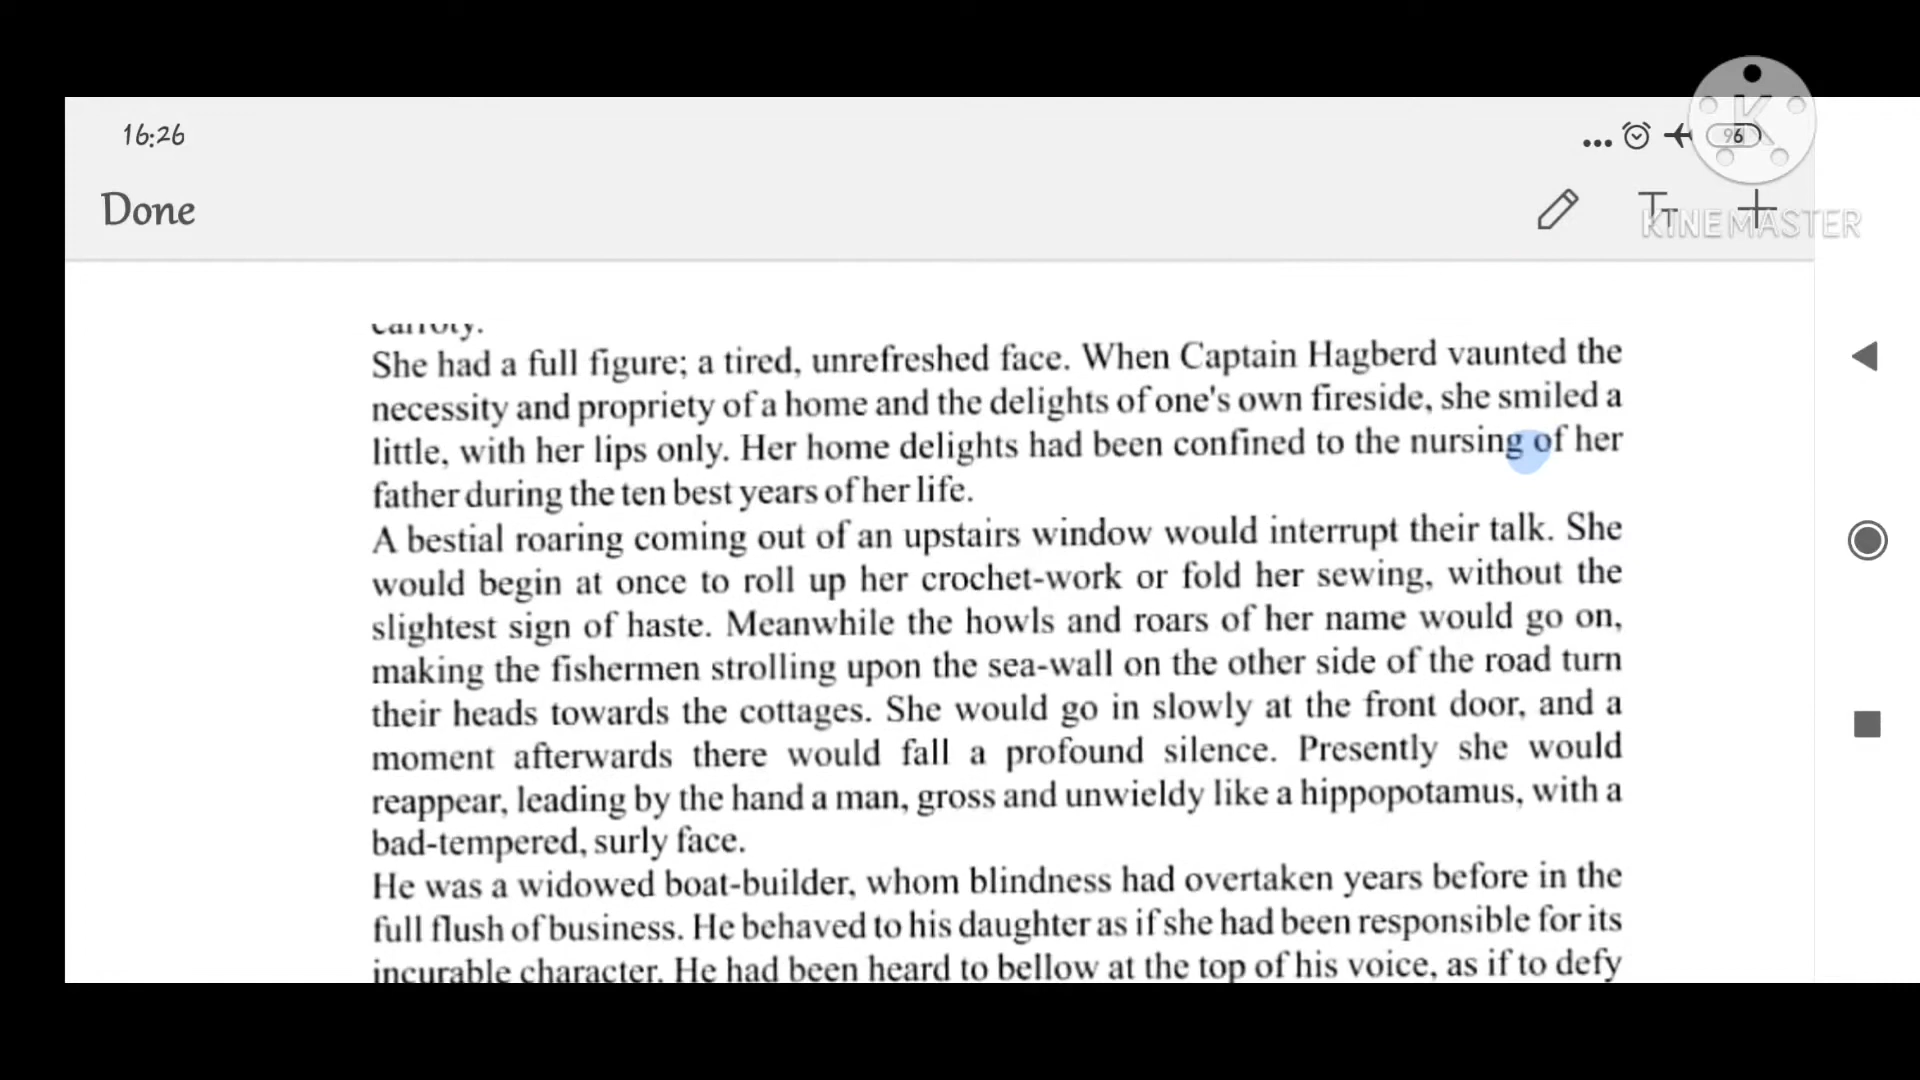 16:26
96
Done
KINEMASTER
carroty.
She had a full figure; a tired, unrefreshed face. When Captain Hagberd vaunted the
necessity and propriety of a home and the delights of one's own fireside, she smiled a
little, with her lips only. Her home delights had been confined to the nursing of her
father during the ten best years of her life.
A bestial roaring coming out of an upstairs window would interrupt their talk. She
would begin at once to roll up her crochet-work or fold her sewing, without the
slightest sign of haste. Meanwhile the howls and roars of her name would go on,
making the fishermen strolling upon the sea-wall on the other side of the road turn
their heads towards the cottages. She would go in slowly at the front door, and a
moment afterwards there would fall a profound silence. Presently she would
reappear, leading by the hand a man, gross and unwieldy like a hippopotamus, with a
bad-tempered, surly face.
He was a widowed boat-builder, whom blindness had overtaken years before in the
full flush of business. He behaved to his daughter as if she had been responsible for its
incurable character. He had been heard to bellow at the top of his voice, as if to defy